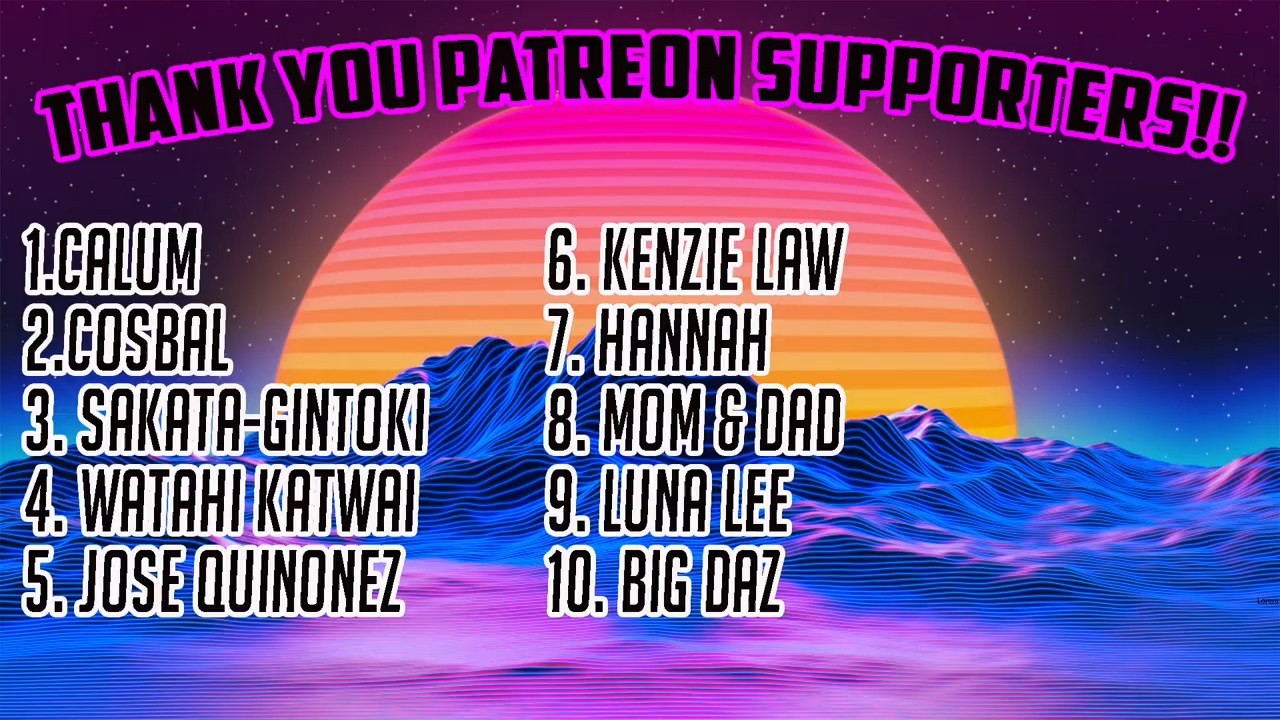 THANK YOU PATREON SUPPORTERS!!
1.CALUM
2.COSBAL
3. SAKATA-GINTOKI
4. WATAHI KATWAI
5. JOSE QUINONEZ
6. KENZIE LAW
7. HANNAH
8. MOM & DAD
9. LUNA LEE
10. BIG DAZ